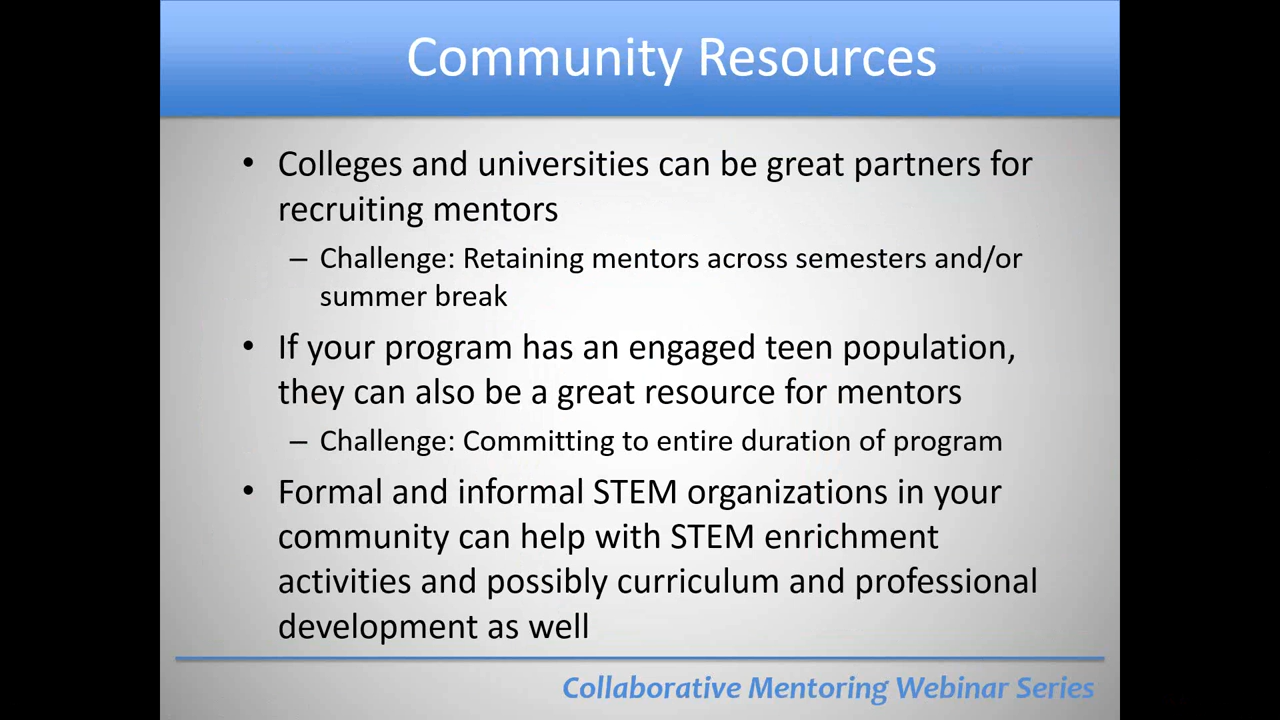 Community Resources
• Colleges and universities can be great partners for
recruiting mentors
– Challenge: Retaining mentors across semesters and/or
summer break
• If your program has an engaged teen population,
they can also be a great resource for mentors
– Challenge: Committing to entire duration of program
• Formal and informal STEM organizations in your
community can help with STEM enrichment
activities and possibly curriculum and professional
development as well
Collaborative Mentoring Webinar Series